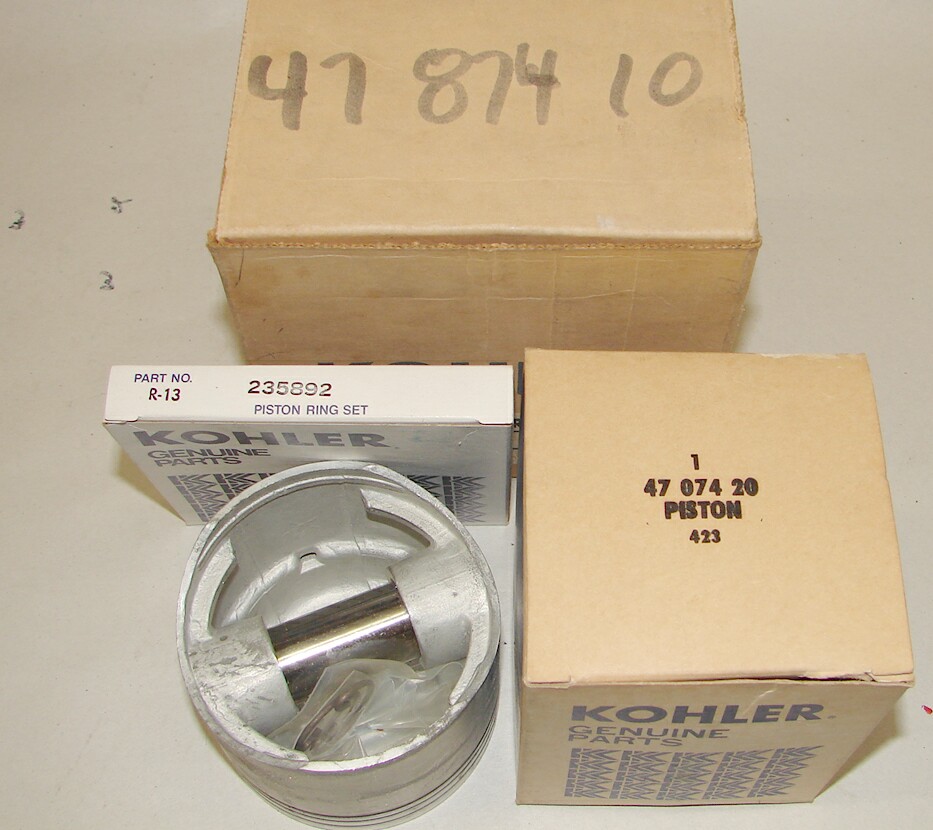 47 874 10
PART NO. 235892
R-13
PISTON RING SET
KOHLER
GENUINE
PARTS
1
47 074 20
PISTON
423
KOHLER
GENUINE
PARTS